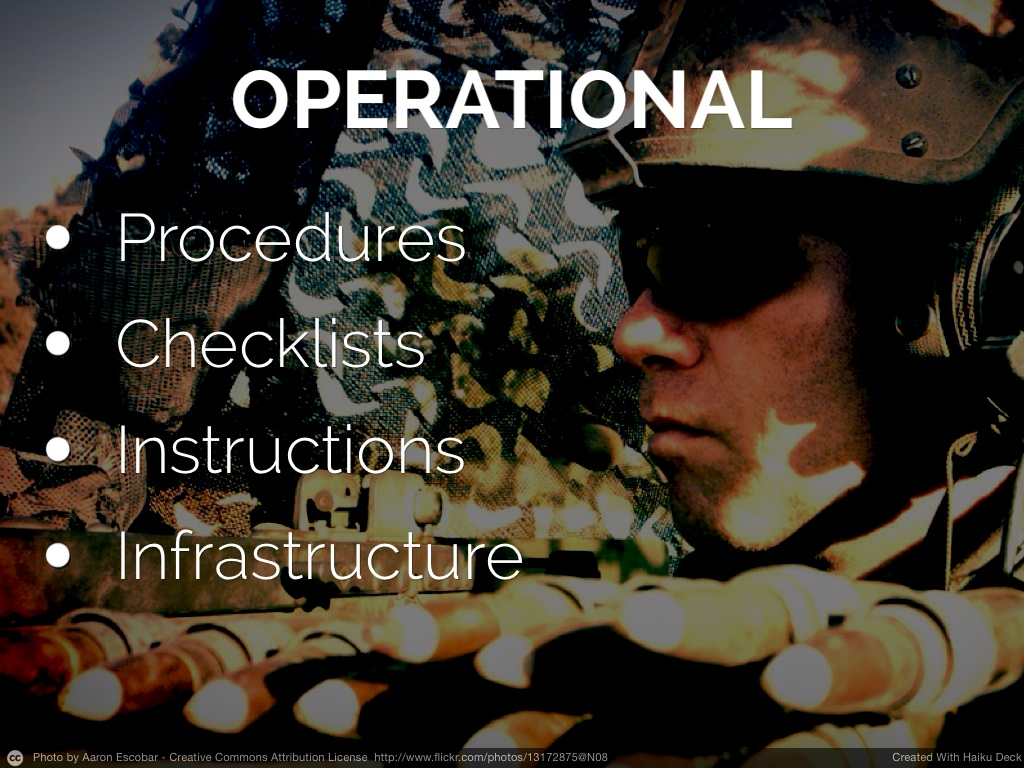 OPERATIONAL
• Procedures
• Checklists
• Instructions
• Infrastructure
cc Photo by Aaron Escobar - Creative Commons Attribution License http://www.flickr.com/photos/13172875@N08 Created With Haiku Deck